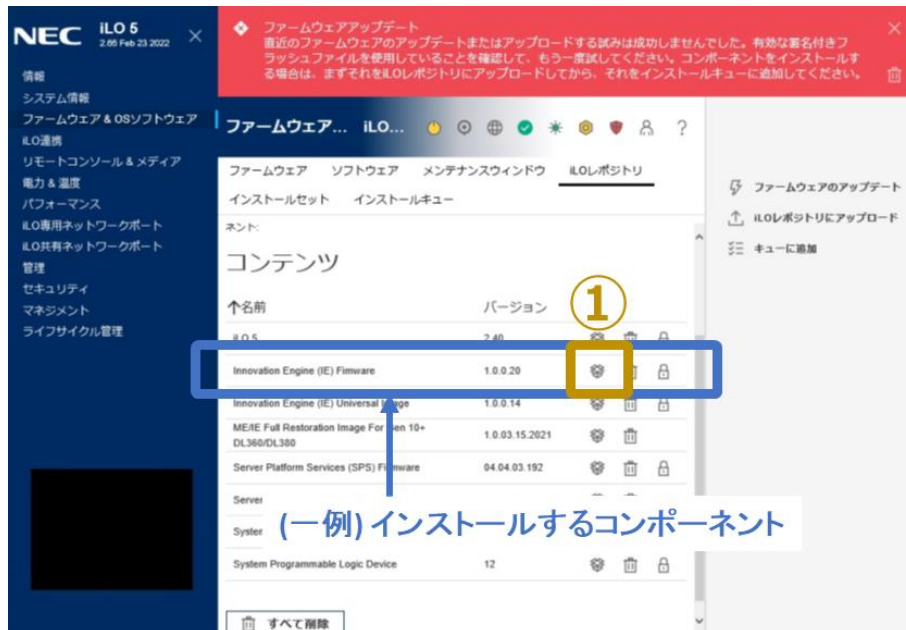 NEC iLO 5
2.65 Feb 23 2022
情報
システム情報
ファームウェア & OSソフトウェア
iLO連携
リモートコンソール & メディア
電力 & 温度
パフォーマンス
iLO専用ネットワークポート
iLO共有ネットワークポート
管理
セキュリティ
マネジメント
ライフサイクル管理
ファームウェアアップデート
直近のファームウェアのアップデートまたはアップロードする試みは成功しませんでした。有効な署名付きフ
ラッシュファイルを使用していることを確認して、もう一度試してください。コンポーネントをインストールす
る場合は、まずそれをiLOレポジトリにアップロードしてから、それをインストールキューに追加してください。
ファームウェア... iLO...
ファームウェア ソフトウェア メンテナンスウィンドウ iLOレポジトリ
インストールセット インストールキュー
ネント:
コンテンツ
名前 バージョン
①
iLO 5 2.40
Innovation Engine (IE) Fimware 1.0.0.20
Innovation Engine (IE) Universal 1.0.0.14
ME/IE Full Restoration Image For Gen 10+
DL360/DL380 1.0.03.15.2021
Server Platform Services (SPS) Firmware 04.04.03.192
Server
System
(一例) インストールするコンポーネント
System Programmable Logic Device 12
すべて削除
ファームウェアのアップデート
iLOレポジトリにアップロード
キューに追加